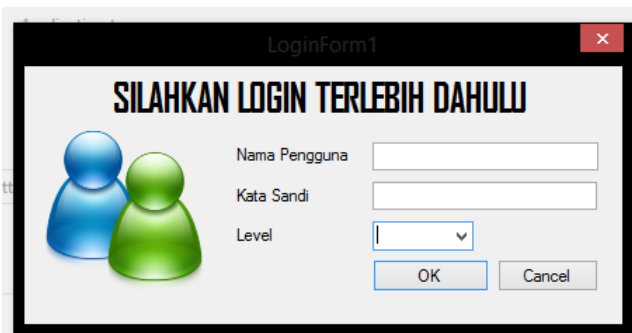 LoginForm1
SILAHKAN LOGIN TERLEBIH DAHULU
Nama Pengguna
Kata Sandi
Level
OK Cancel